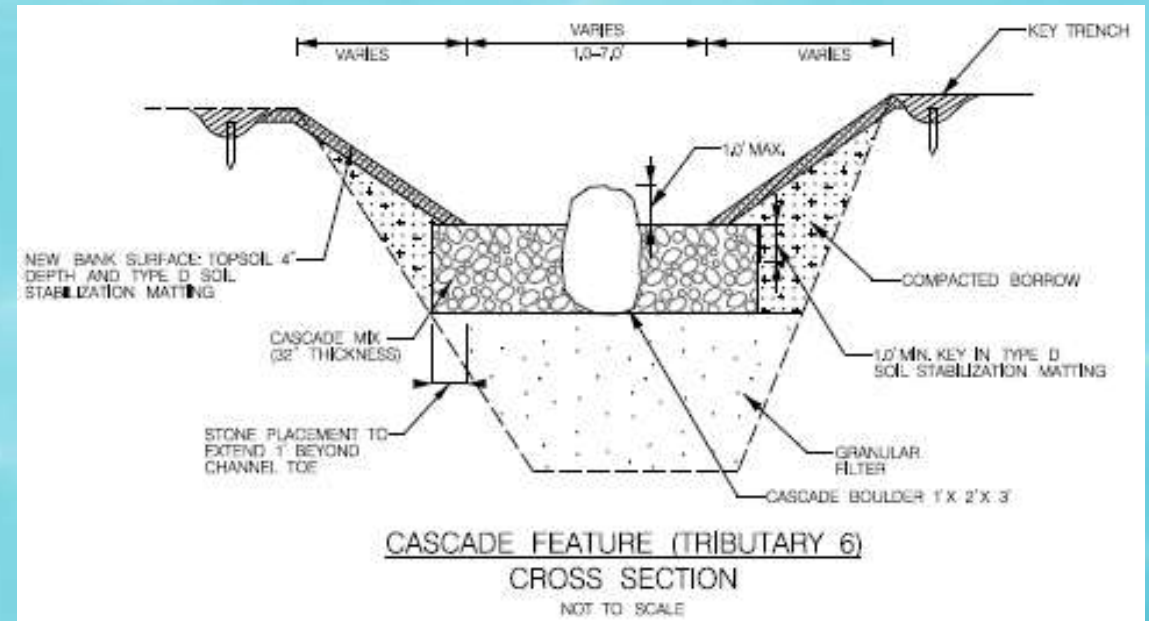 VARIES
VARIES
1.0-7.0'
VARIES
KEY TRENCH
1.0' MAX.
NEW BANK SURFACE: TOPSOIL 4"
DEPTH AND TYPE D SOIL
STABILIZATION MATTING
COMPACTED BORROW
CASCADE MIX
(32" THICKNESS)
1.0' MIN. KEY IN TYPE D
SOIL STABILIZATION MATTING
STONE PLACEMENT TO
EXTEND 1' BEYOND
CHANNEL TOE
GRANULAR
FILTER
CASCADE BOULDER 1' X 2' X 3'
CASCADE FEATURE (TRIBUTARY 6)
CROSS SECTION
NOT TO SCALE